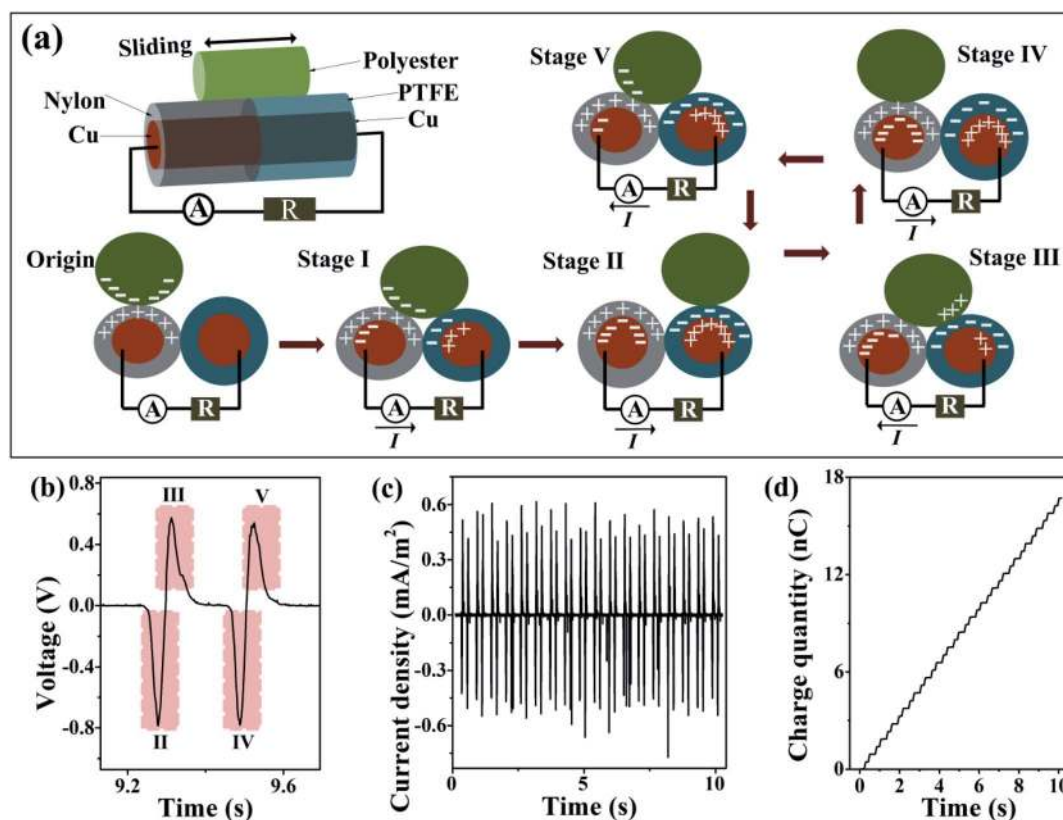 (a)
Sliding
Polyester
Nylon
PTFE
Cu
Cu
A
R
Stage V
Stage IV
A
R
I
A
R
I
Origin
Stage I
Stage II
Stage III
A
R
A
R
I
A
R
I
A
R
I
(b)
III
V
II
IV
0.8
0.4
0.0
-0.4
-0.8
Voltage (V)
9.2
9.6
Time (s)
(c)
0.6
0.3
0.0
-0.3
-0.6
Current density (mA/m²)
0
5
10
Time (s)
(d)
18
12
6
0
Charge quantity (nC)
0
2
4
6
8
10
Time (s)